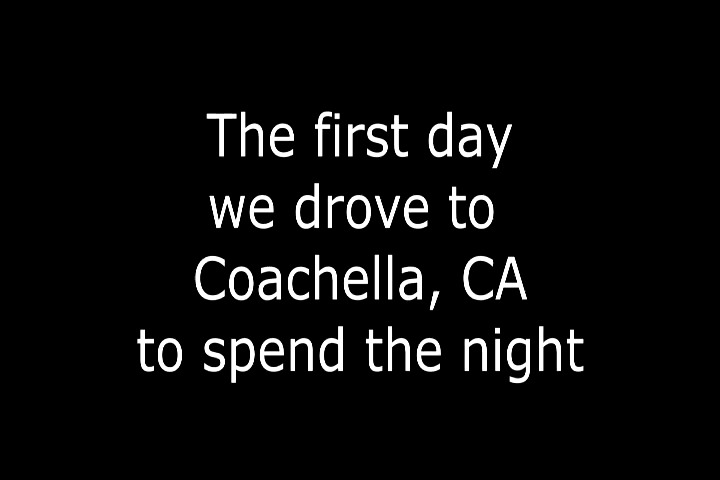 The first day
we drove to
Coachella, CA
to spend the night